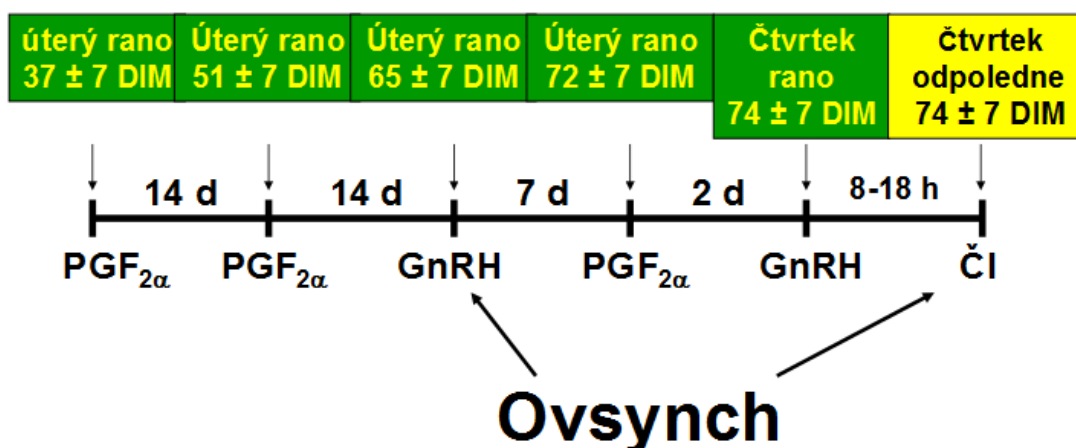 úterý rano
37 ± 7 DIM
Úterý rano
51 ± 7 DIM
Úterý rano
65 ± 7 DIM
Úterý rano
72 ± 7 DIM
Čtvrtek
rano
74 ± 7 DIM
Čtvrtek
odpoledne
74 ± 7 DIM
14 d
14 d
7 d
2 d
8-18 h
PGF2α
PGF2α
GnRH
PGF2α
GnRH
ČI
Ovsynch